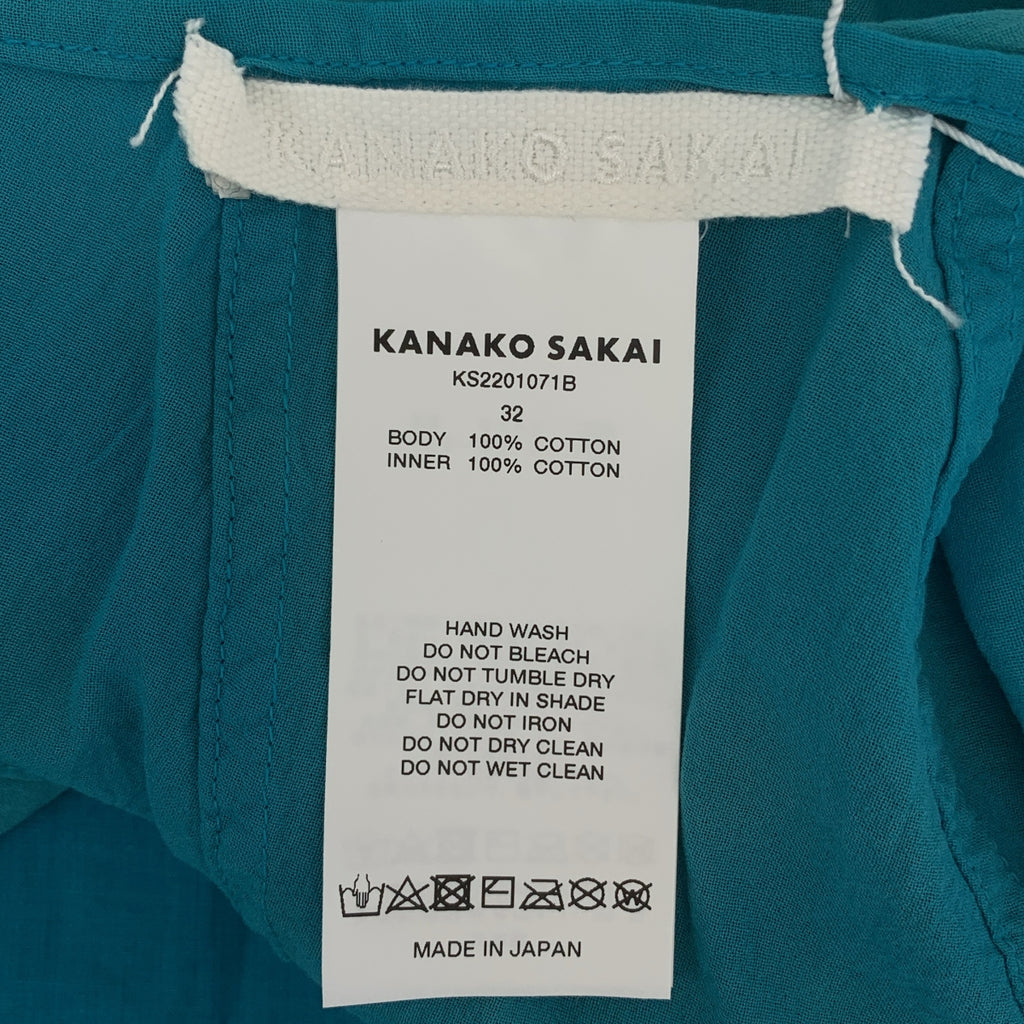 KANAKO SAKAI
KANAKO SAKAI
KS2201071B
32
BODY 100% COTTON
INNER 100% COTTON
HAND WASH
DO NOT BLEACH
DO NOT TUMBLE DRY
FLAT DRY IN SHADE
DO NOT IRON
DO NOT DRY CLEAN
DO NOT WET CLEAN
W
MADE IN JAPAN